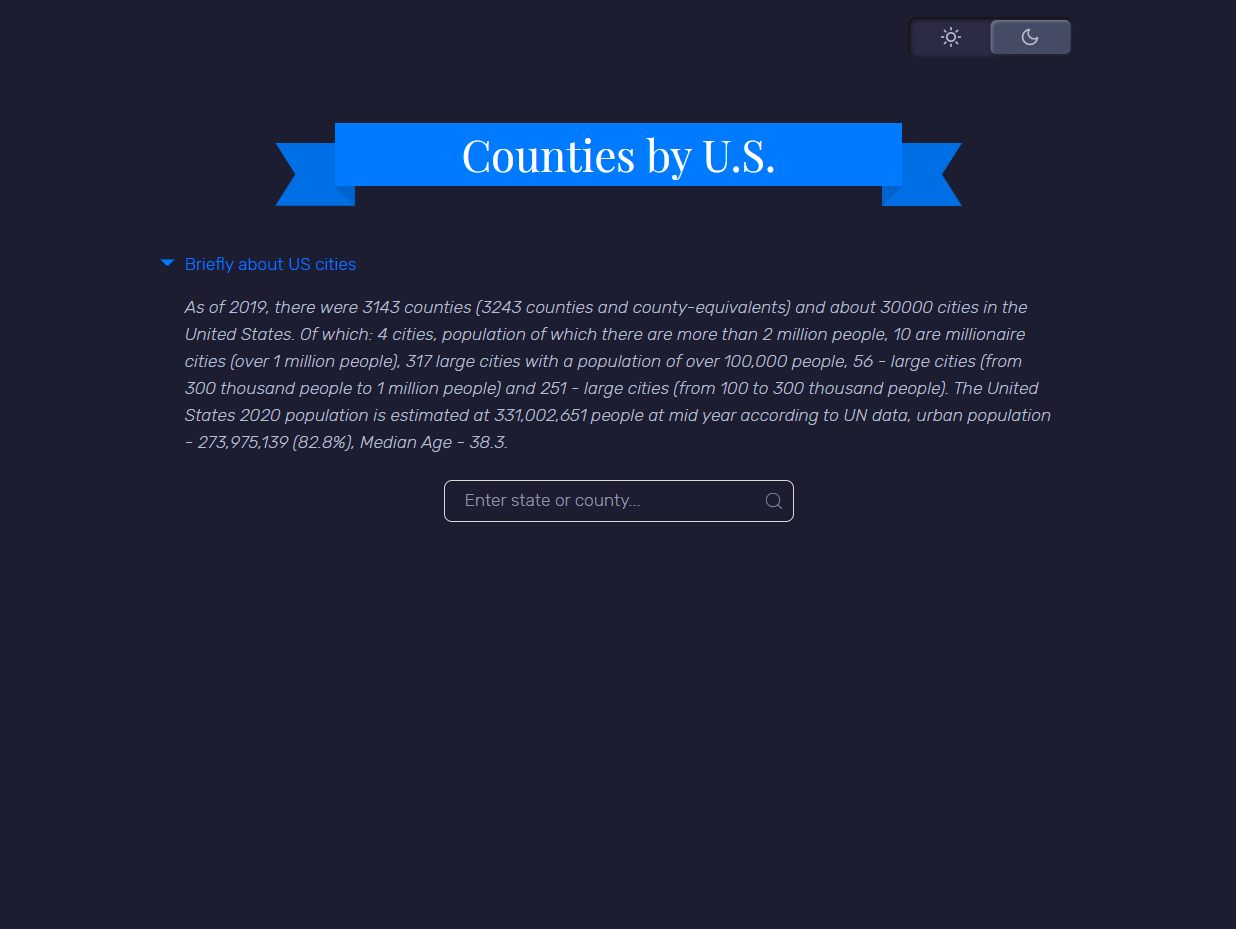 Counties by U.S.
Briefly about US cities
As of 2019, there were 3143 counties (3243 counties and county-equivalents) and about 30000 cities in the
United States. Of which: 4 cities, population of which there are more than 2 million people, 10 are millionaire
cities (over 1 million people), 317 large cities with a population of over 100,000 people, 56 - large cities (from
300 thousand people to 1 million people) and 251 - large cities (from 100 to 300 thousand people). The United
States 2020 population is estimated at 331,002,651 people at mid year according to UN data, urban population
- 273,975,139 (82.8%), Median Age - 38.3.
Enter state or county...